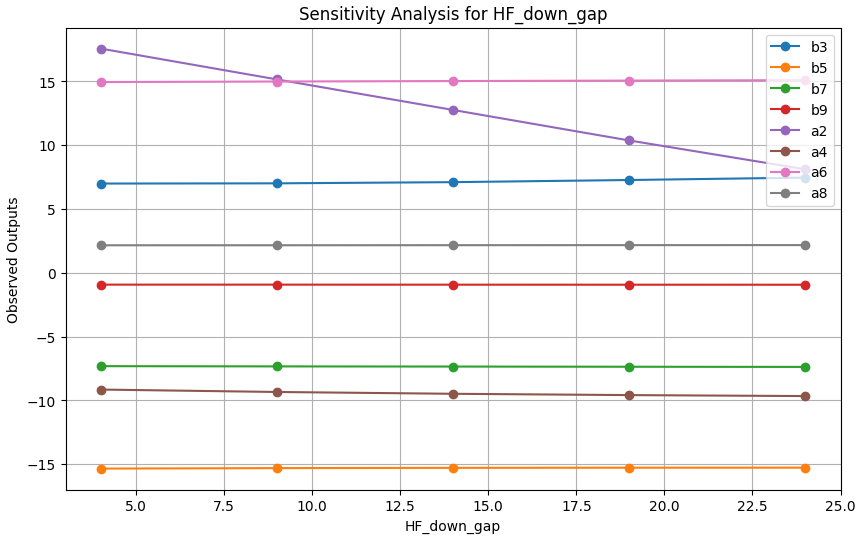 Sensitivity Analysis for HF_down_gap
Observed Outputs
15
10
5
0
−5
−10
−15
5.0 7.5 10.0 12.5 15.0 17.5 20.0 22.5 25.0
HF_down_gap
b3
b5
b7
b9
a2
a4
a6
a8